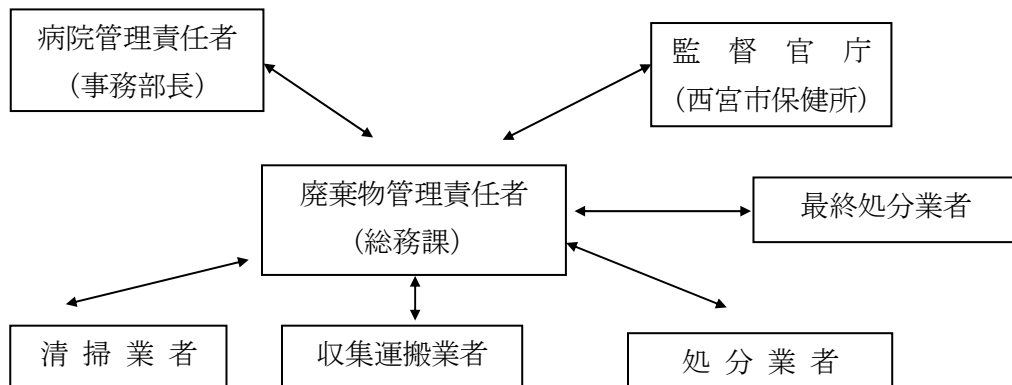 病院管理責任者
(事務部長)
監督官庁
(西宮市保健所)
廃棄物管理責任者
(総務課)
最終処分業者
清掃業者
収集運搬業者
処分業者